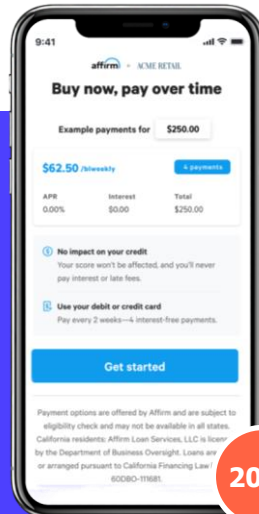 9:41
affirm + ACME RETAIL
Buy now, pay over time
Example payments for $250.00
$62.50 /biweekly 4 payments
APR Interest Total
0.00% $0.00 $250.00
No impact on your credit
Your score won't be affected, and you'll never
pay interest or late fees.
Use your debit or credit card
Pay every 2 weeks—4 interest-free payments.
Get started
Payment options are offered by Affirm and are subject to
eligibility check and may not be available in all states.
California residents: Affirm Loan Services, LLC is
by the Department of Business Oversight. Loans are
or arranged pursuant to California Financing Law
60DBO-111681.
20